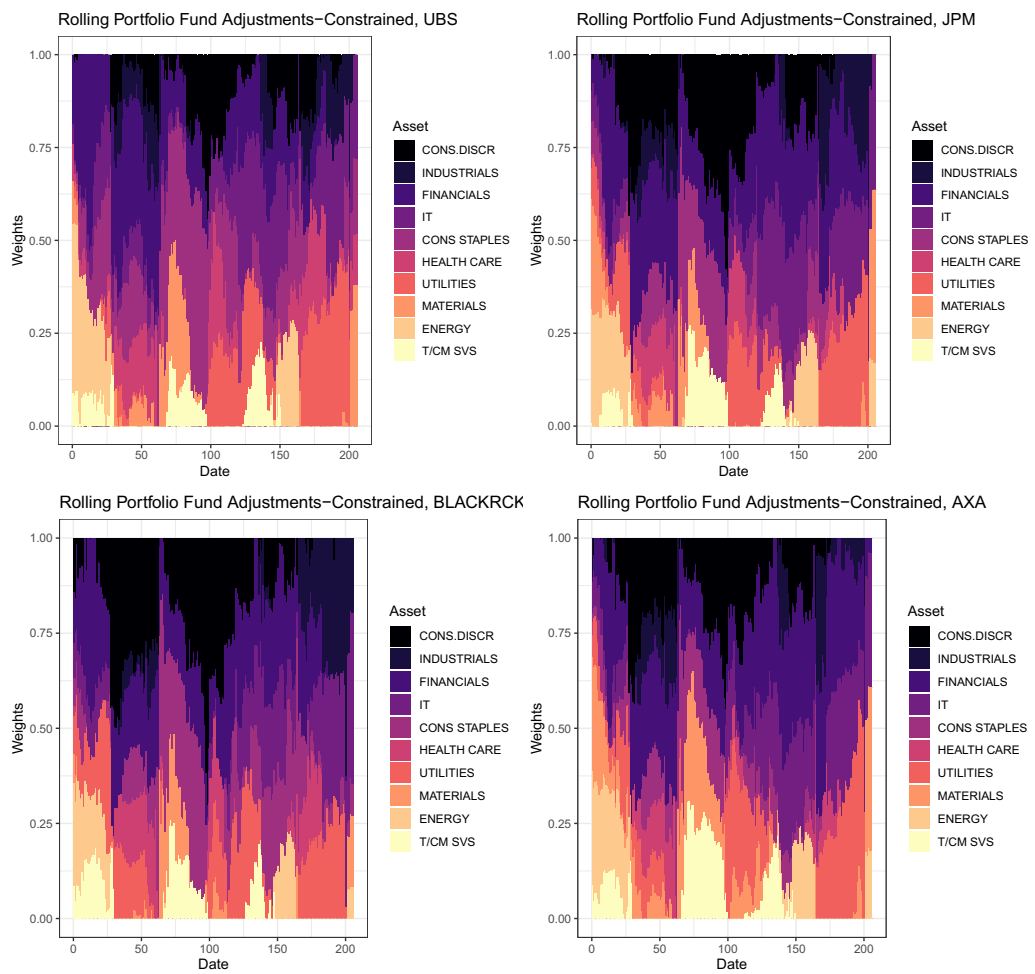 Rolling Portfolio Fund Adjustments−Constrained, UBS
1.00
0.75
0.50
0.25
0.00
Weights
0 50 100 150 200
Date
Asset
CONS.DISCR
INDUSTRIALS
FINANCIALS
IT
CONS STAPLES
HEALTH CARE
UTILITIES
MATERIALS
ENERGY
T/CM SVS
Rolling Portfolio Fund Adjustments−Constrained, JPM
1.00
0.75
0.50
0.25
0.00
Weights
0 50 100 150 200
Date
Asset
CONS.DISCR
INDUSTRIALS
FINANCIALS
IT
CONS STAPLES
HEALTH CARE
UTILITIES
MATERIALS
ENERGY
T/CM SVS
Rolling Portfolio Fund Adjustments−Constrained, BLACKRCK
1.00
0.75
0.50
0.25
0.00
Weights
0 50 100 150 200
Date
Asset
CONS.DISCR
INDUSTRIALS
FINANCIALS
IT
CONS STAPLES
HEALTH CARE
UTILITIES
MATERIALS
ENERGY
T/CM SVS
Rolling Portfolio Fund Adjustments−Constrained, AXA
1.00
0.75
0.50
0.25
0.00
Weights
0 50 100 150 200
Date
Asset
CONS.DISCR
INDUSTRIALS
FINANCIALS
IT
CONS STAPLES
HEALTH CARE
UTILITIES
MATERIALS
ENERGY
T/CM SVS